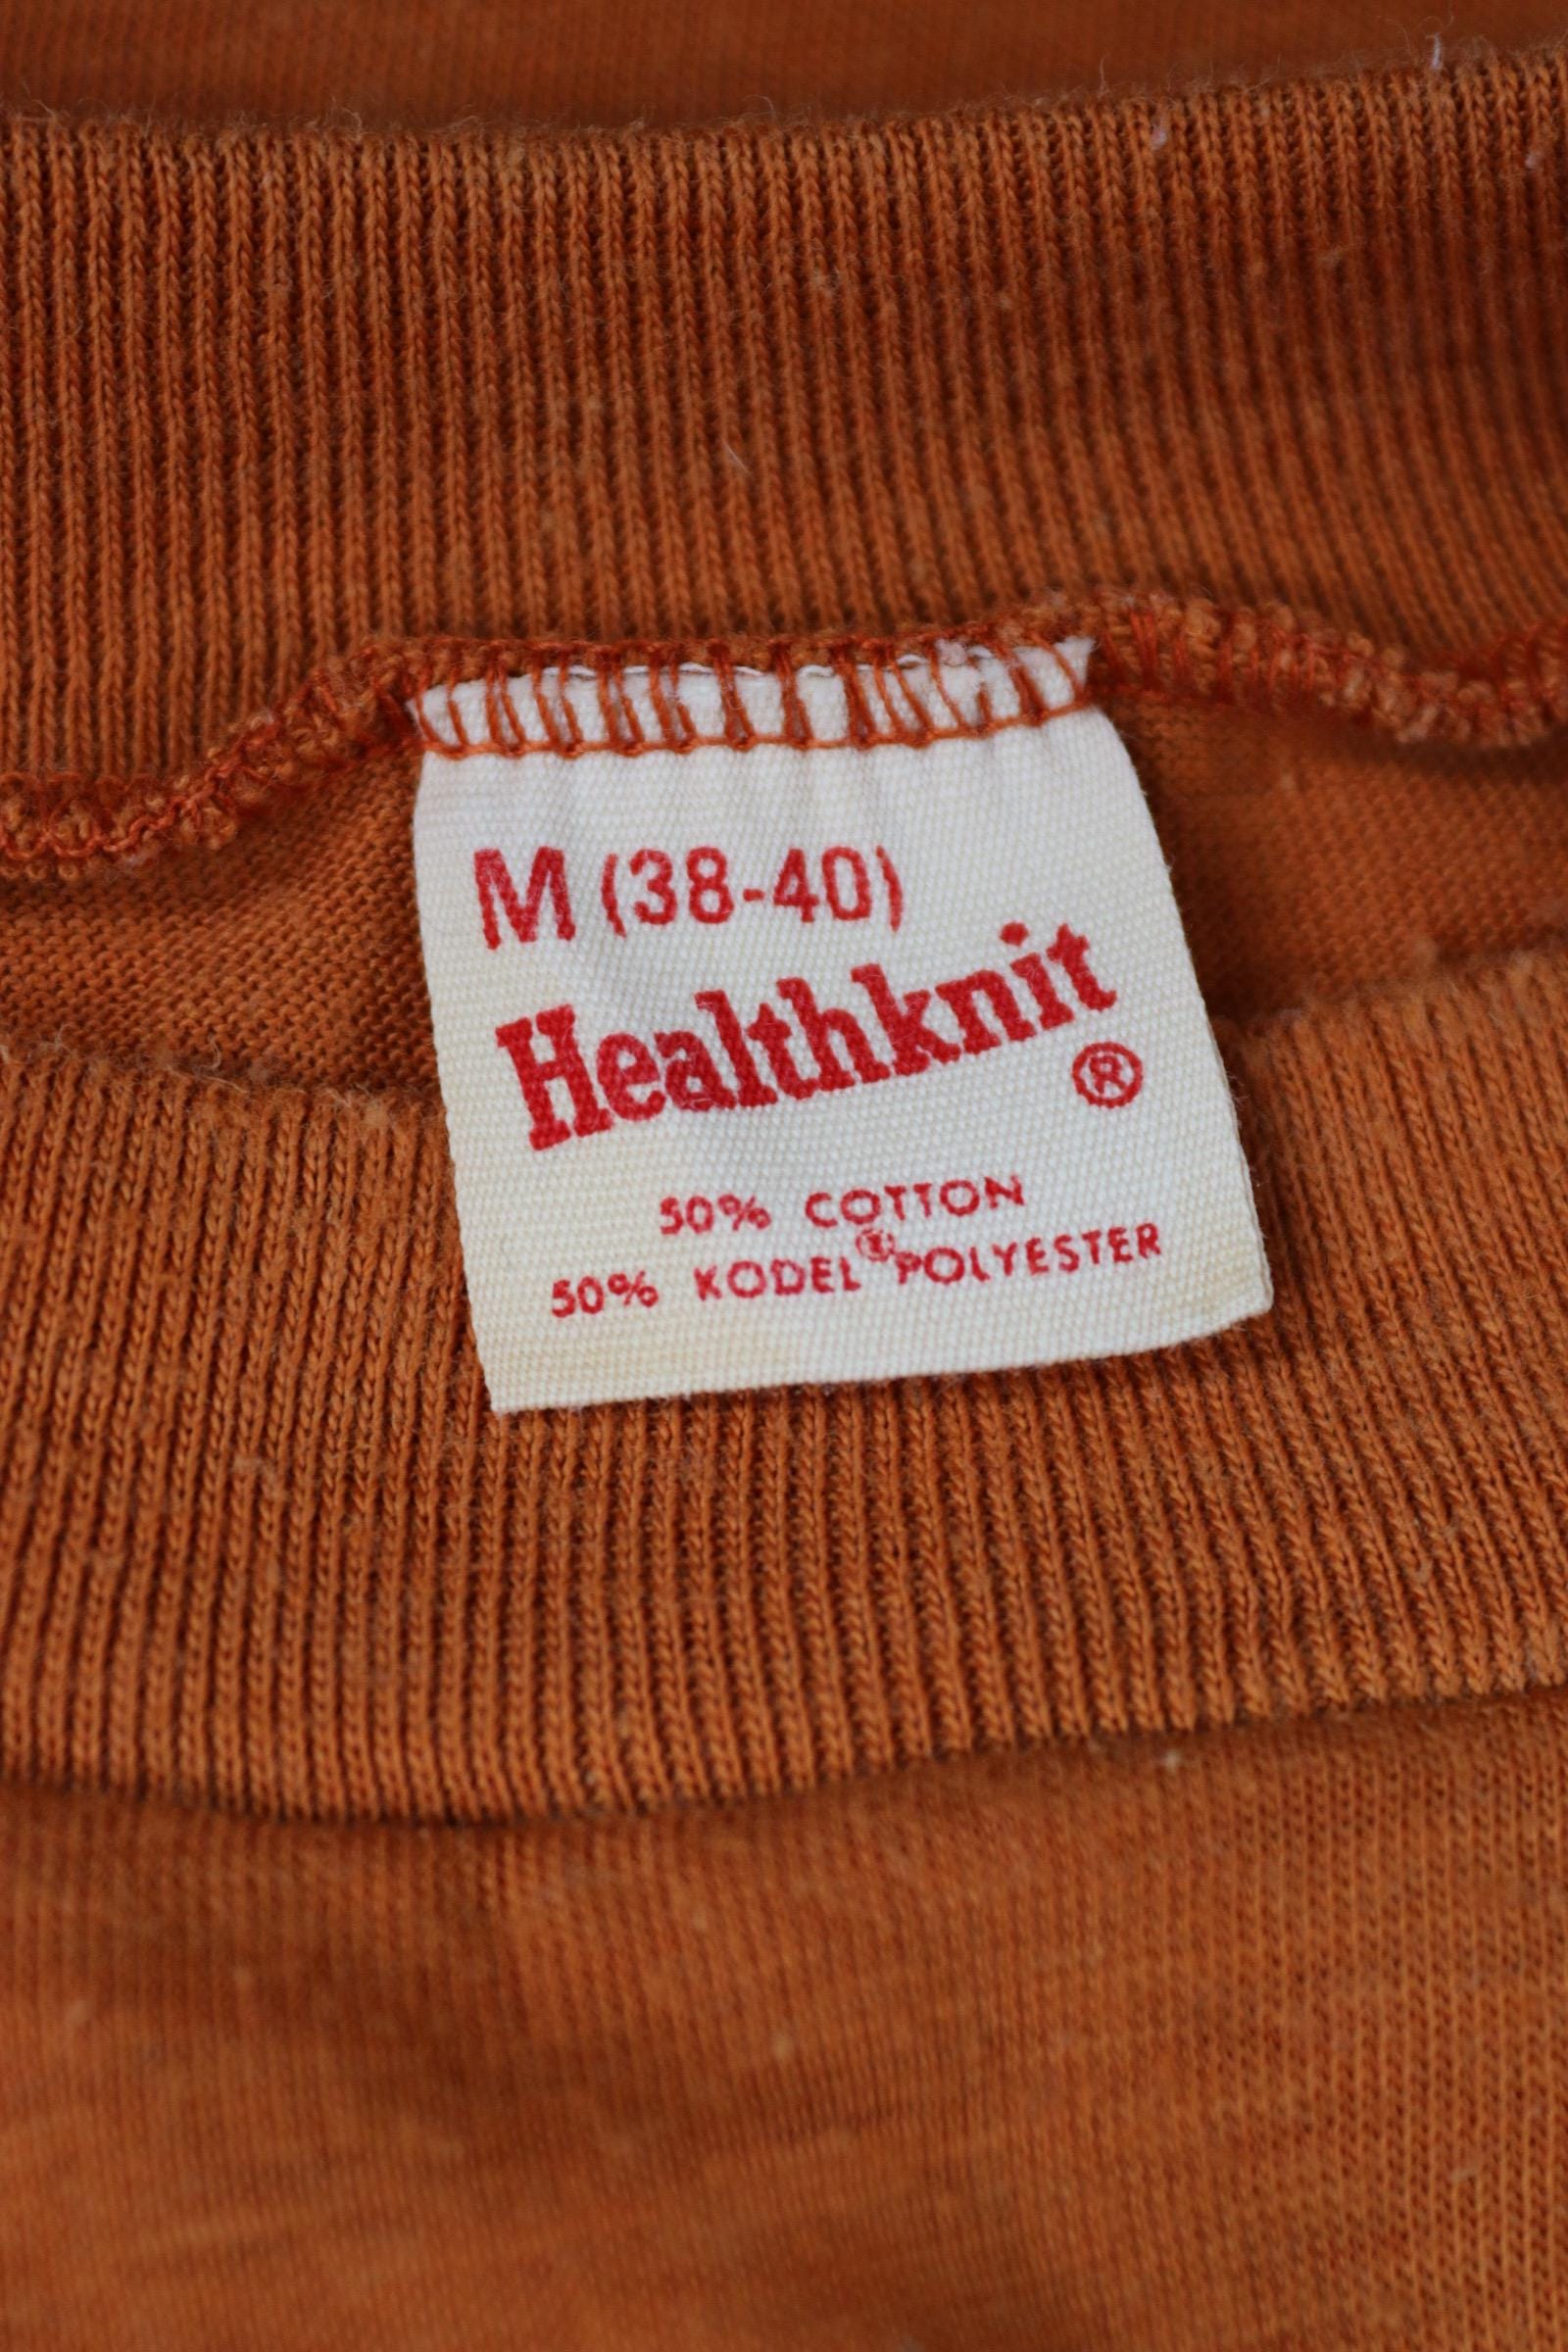 M (38-40)
Healthknit
®
50% COTTON
50% KODEL® POLYESTER